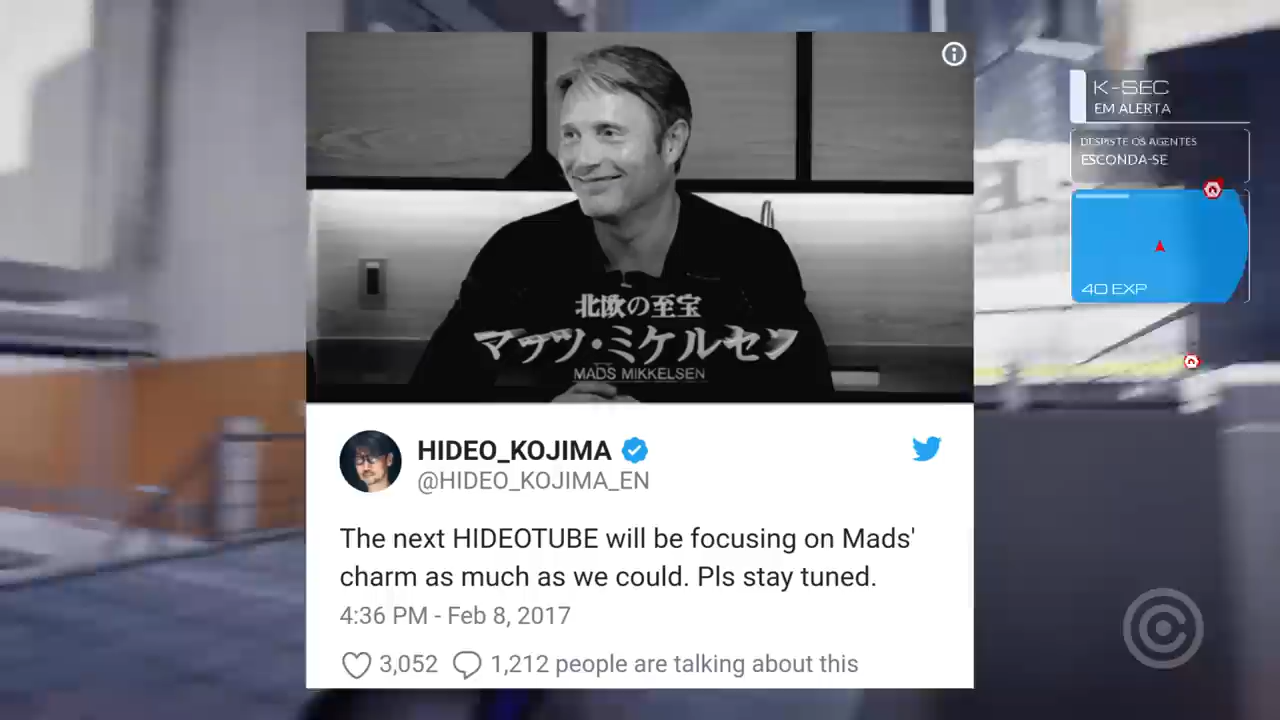 北欧の至宝
マッツ・ミケルセン
MADS MIKKELSEN
HIDEO_KOJIMA
@HIDEO_KOJIMA_EN
The next HIDEOTUBE will be focusing on Mads'
charm as much as we could. Pls stay tuned.
4:36 PM - Feb 8, 2017
3,052 1,212 people are talking about this
K-SEC
EM ALERTA
DESPISTE OS AGENTES
ESCONDA-SE
40 EXP